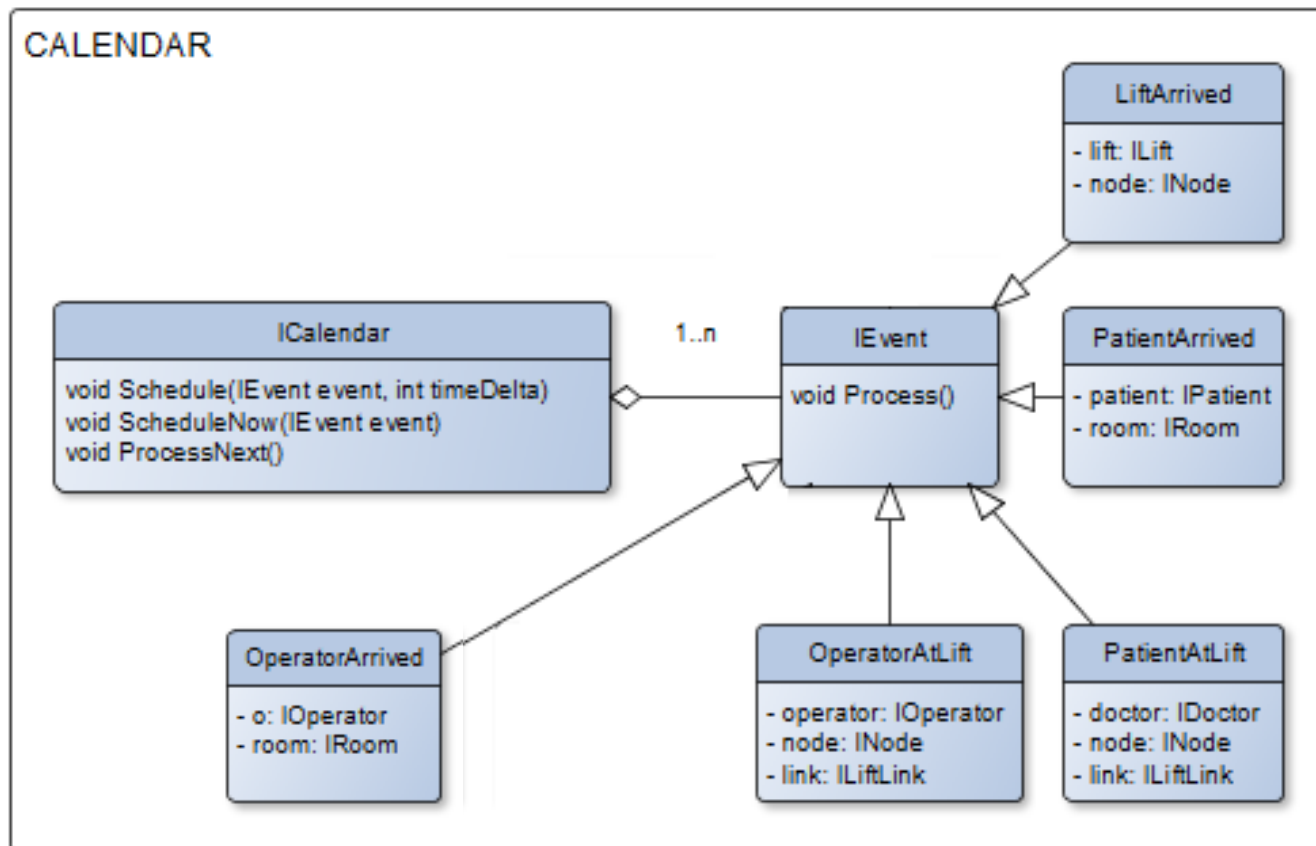 CALENDAR
LiftArrived
- lift: ILift
- node: INode
ICalendar
void Schedule(IEvent event, int timeDelta)
void ScheduleNow(IEvent event)
void ProcessNext()
1..n
IEvent
void Process()
PatientArrived
- patient: IPatient
- room: IRoom
OperatorArrived
- o: IOperator
- room: IRoom
OperatorAtLift
- operator: IOperator
- node: INode
- link: ILiftLink
PatientAtLift
- doctor: IDoctor
- node: INode
- link: ILiftLink